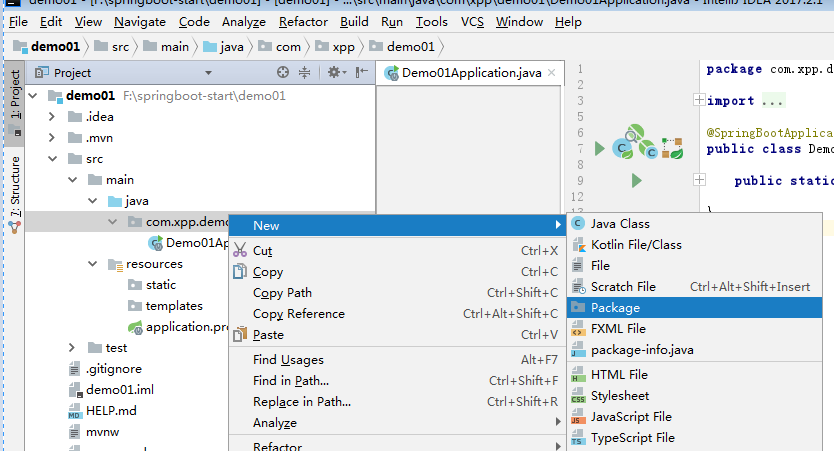 demo01 - [F:\springboot-start\demo01] - [demo01] - ...\src\main\java\com\xpp\demo01\Demo01Application.java - IntelliJ IDEA 2017.2.1
File Edit View Navigate Code Analyze Refactor Build Run Tools VCS Window Help
demo01 src main java com xpp demo01
1: Project
7: Structure
Project
demo01 F:\springboot-start\demo01
.idea
.mvn
src
main
java
com.xpp.demo
Demo01Ap
resources
static
templates
application.pro
test
.gitignore
demo01.iml
HELP.md
mvnw
Demo01Application.java
1 package com.xpp.d
2
3 import ...
5
6 @SpringBootApplica
7 public class Demo
8
9 public static
12
13 }
New
Cut Ctrl+X
Copy Ctrl+C
Copy Path Ctrl+Shift+C
Copy Reference Ctrl+Alt+Shift+C
Paste Ctrl+V
Find Usages Alt+F7
Find in Path... Ctrl+Shift+F
Replace in Path... Ctrl+Shift+R
Analyze
Refactor
Java Class
Kotlin File/Class
File
Scratch File Ctrl+Alt+Shift+Insert
Package
FXML File
package-info.java
HTML File
Stylesheet
JavaScript File
TypeScript File